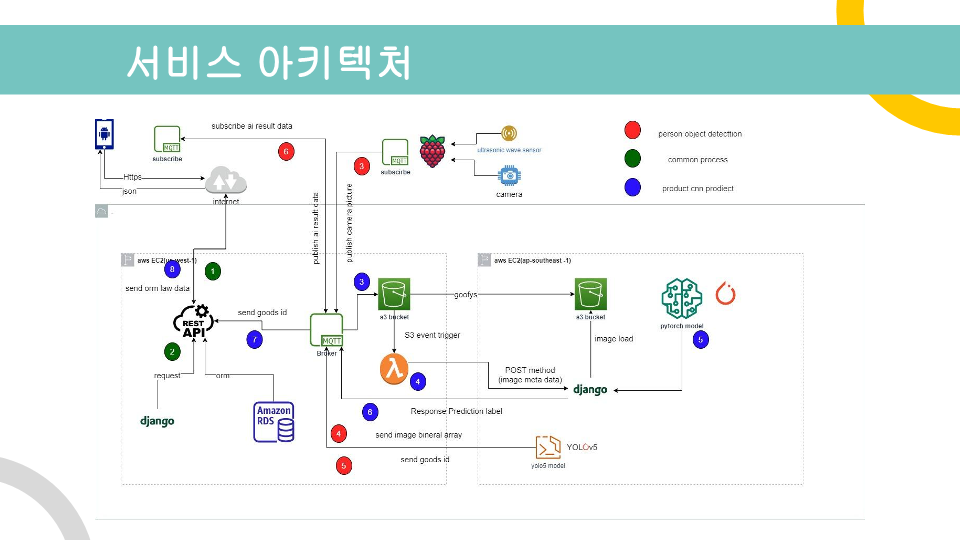 서비스 아키텍처
subscribe ai result data
6
MQTT
subscribe
3
MQTT
subscribe
ultrasonic wave sensor
camera
person object detecttion
common process
product cnn prodiect
Https
json
internet
publish ai result data
publish camera picture
aws EC2(us-west-1)
aws EC2(ap-southeast -1)
8
1
send orm law data
3
s3 bucket
goofys
s3 bucket
pytorch model
5
REST
API
send goods id
7
MQTT
Broker
S3 event trigger
image load
2
4
POST method
(image meta data)
request
orm
django
django
Amazon
RDS
6
Response Prediction label
4
send image bineral array
5
send goods id
YOLOv5
yolo5 model